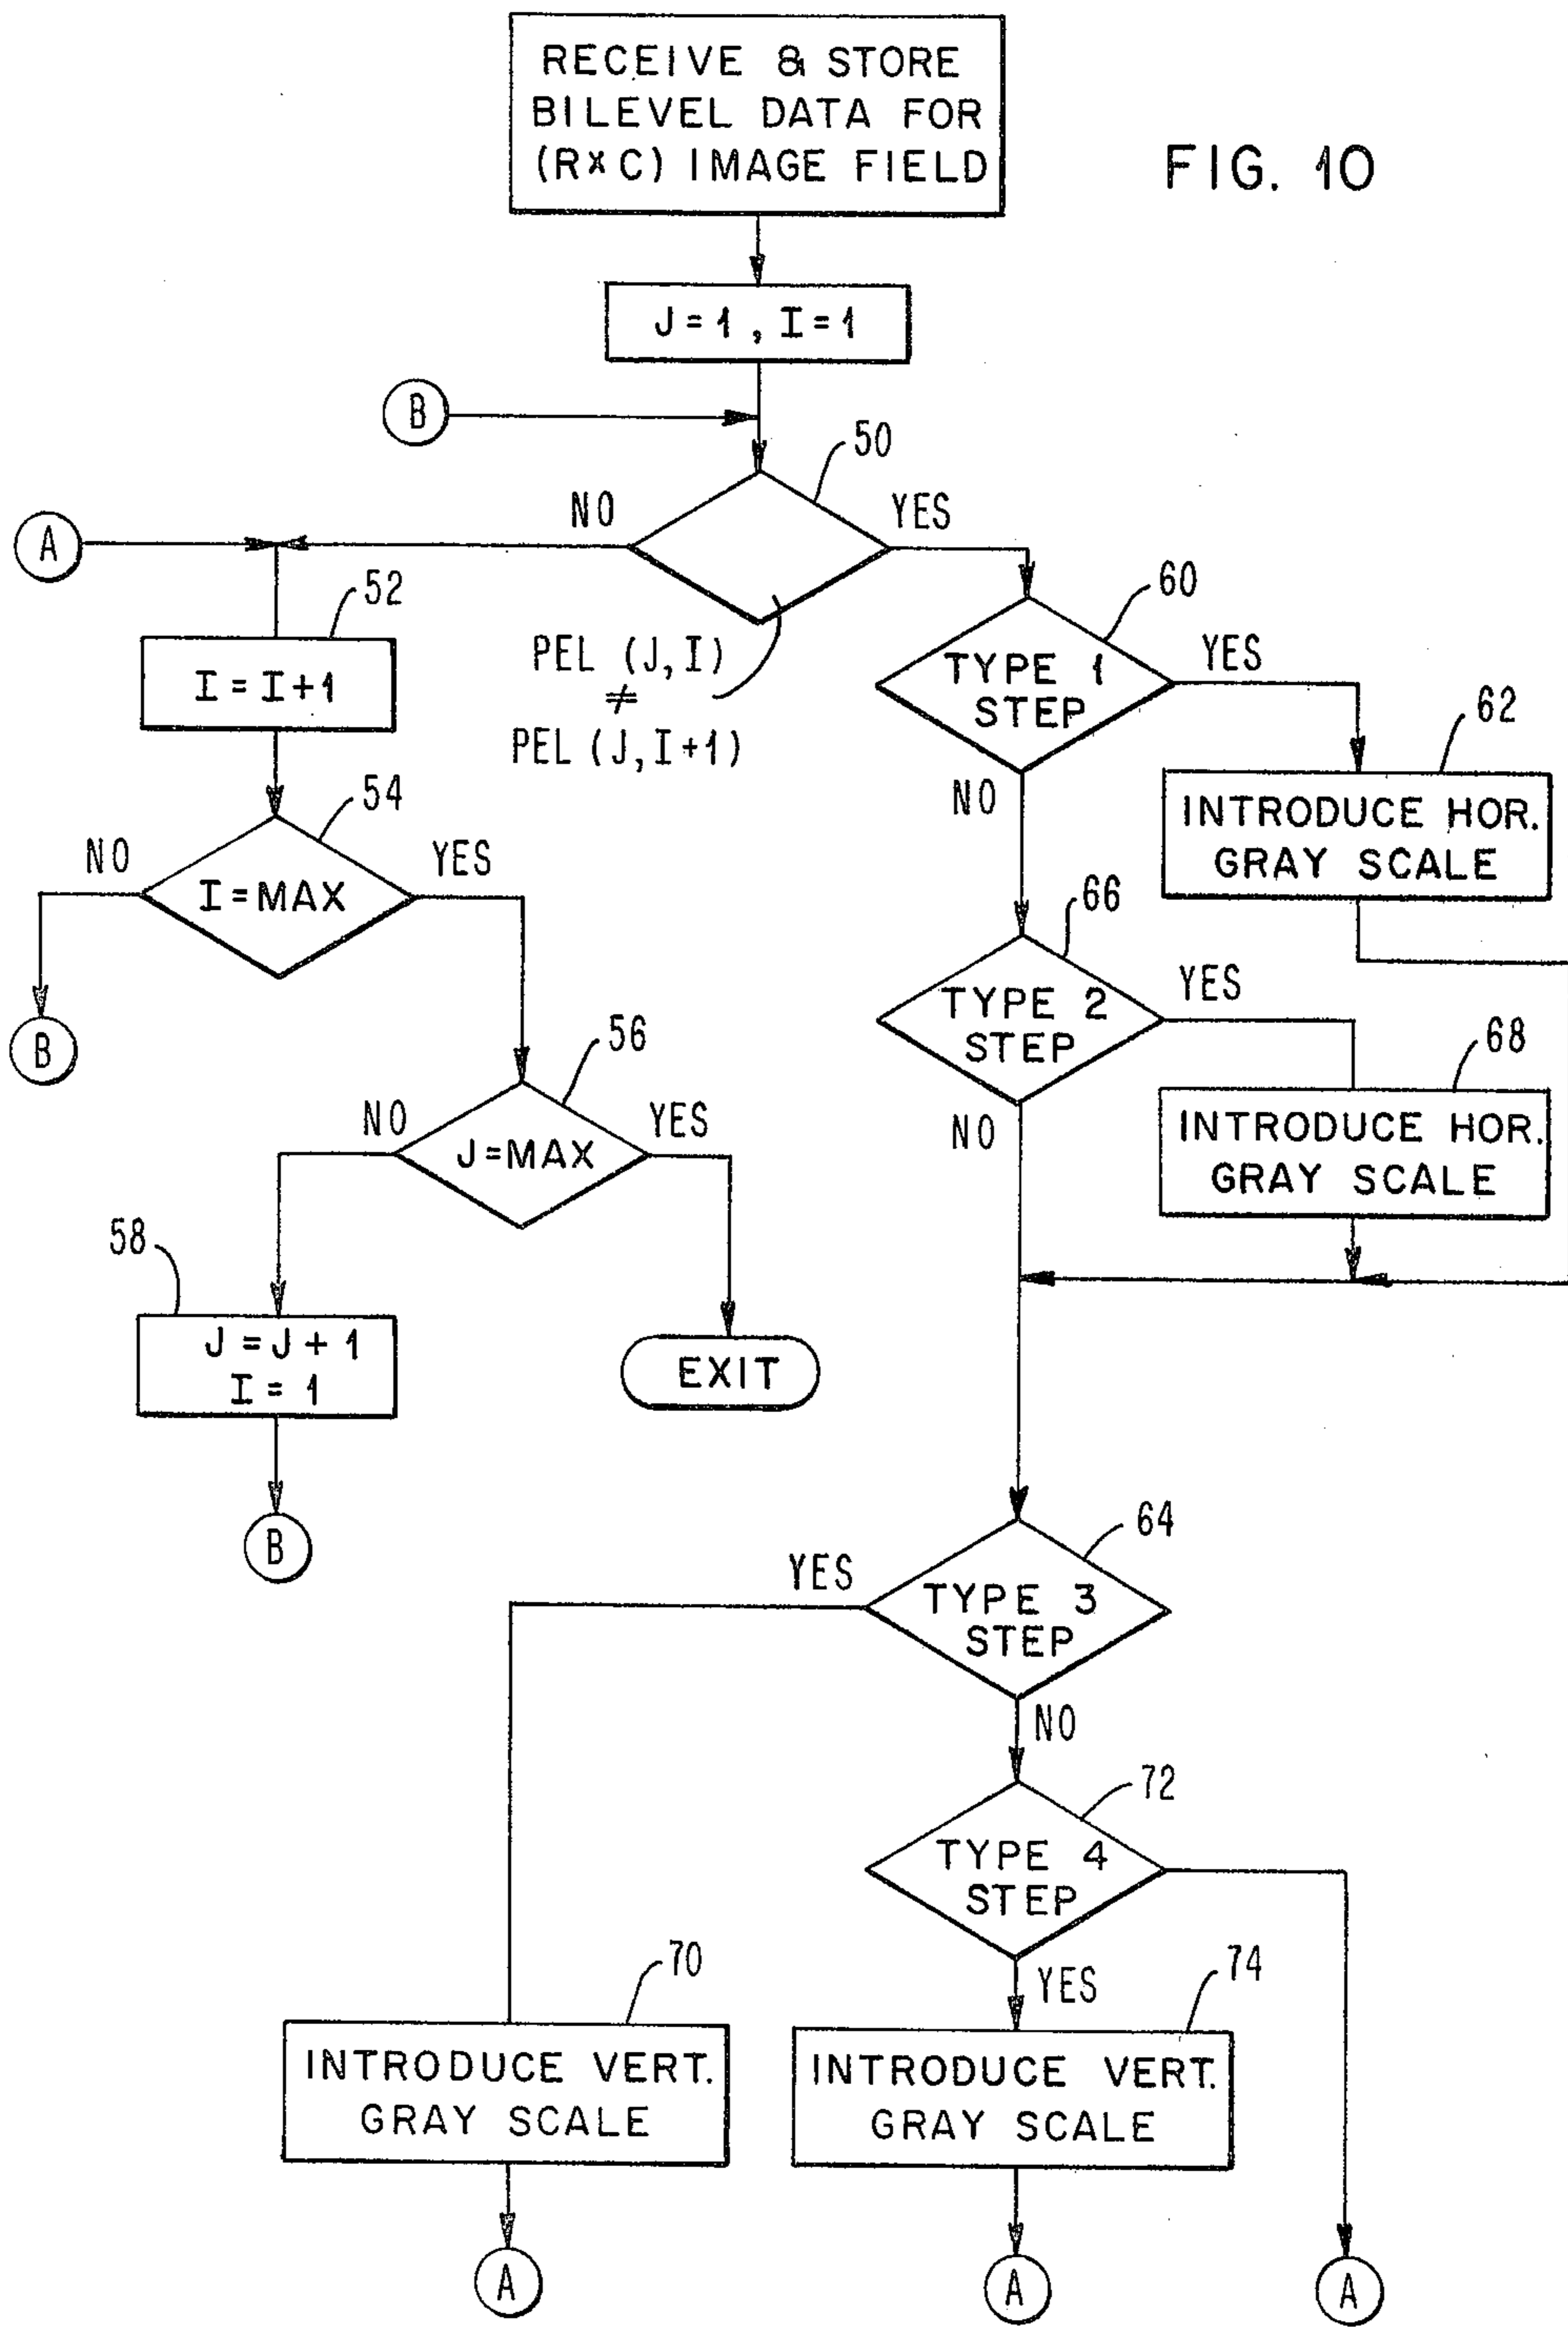 RECEIVE & STORE
BILEVEL DATA FOR
(R×C) IMAGE FIELD
FIG. 10
J = 1 , I = 1
B
50
NO
YES
A
PEL (J, I)
≠
PEL (J, I+1)
52
I = I+1
60
TYPE 1
STEP
YES
NO
62
INTRODUCE HOR.
GRAY SCALE
54
NO
YES
I = MAX
B
66
TYPE 2
STEP
YES
NO
68
INTRODUCE HOR.
GRAY SCALE
56
NO
YES
J = MAX
58
J = J + 1
I = 1
EXIT
B
64
YES
TYPE 3
STEP
NO
72
TYPE 4
STEP
YES
70
INTRODUCE VERT.
GRAY SCALE
74
INTRODUCE VERT.
GRAY SCALE
A
A
A